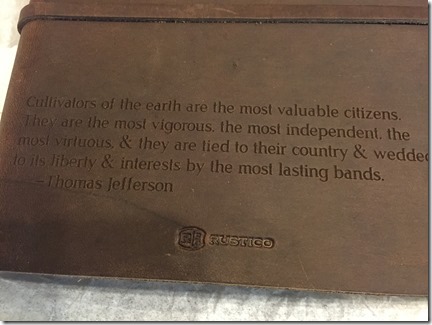 Cultivators of the earth are the most valuable citizens.
They are the most vigorous, the most independent, the
most virtuous, & they are tied to their country & wedded
to its liberty & interests by the most lasting bands.
—Thomas Jefferson
RUSTICO